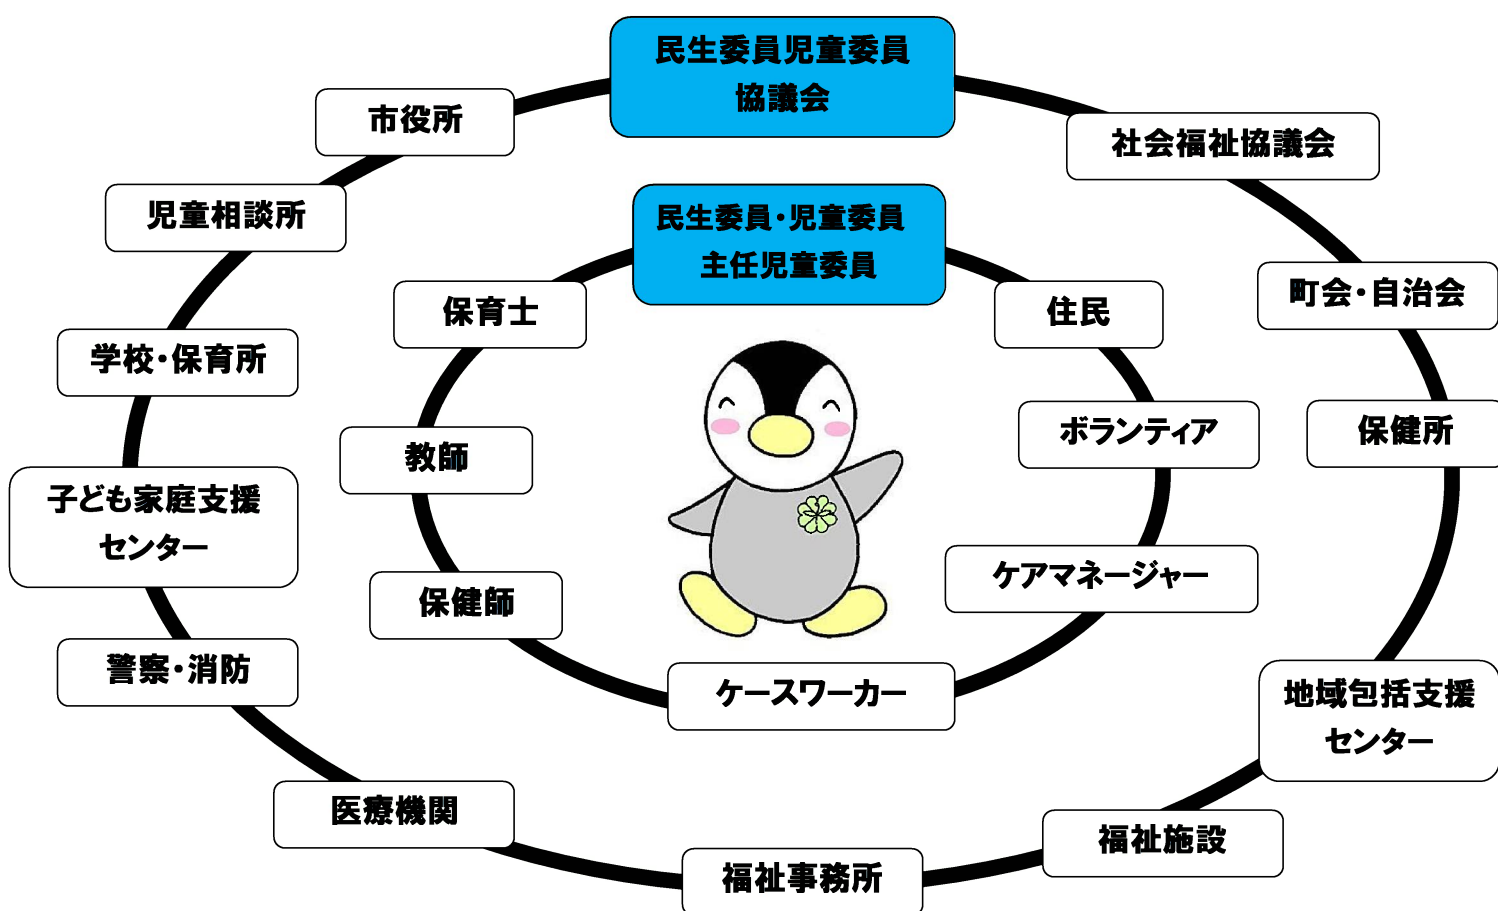 民生委員児童委員
協議会
市役所
社会福祉協議会
児童相談所
民生委員・児童委員
主任児童委員
町会・自治会
保育士
住民
学校・保育所
ボランティア
保健所
教師
子ども家庭支援
センター
ケアマネージャー
保健師
警察・消防
ケースワーカー
地域包括支援
センター
医療機関
福祉施設
福祉事務所